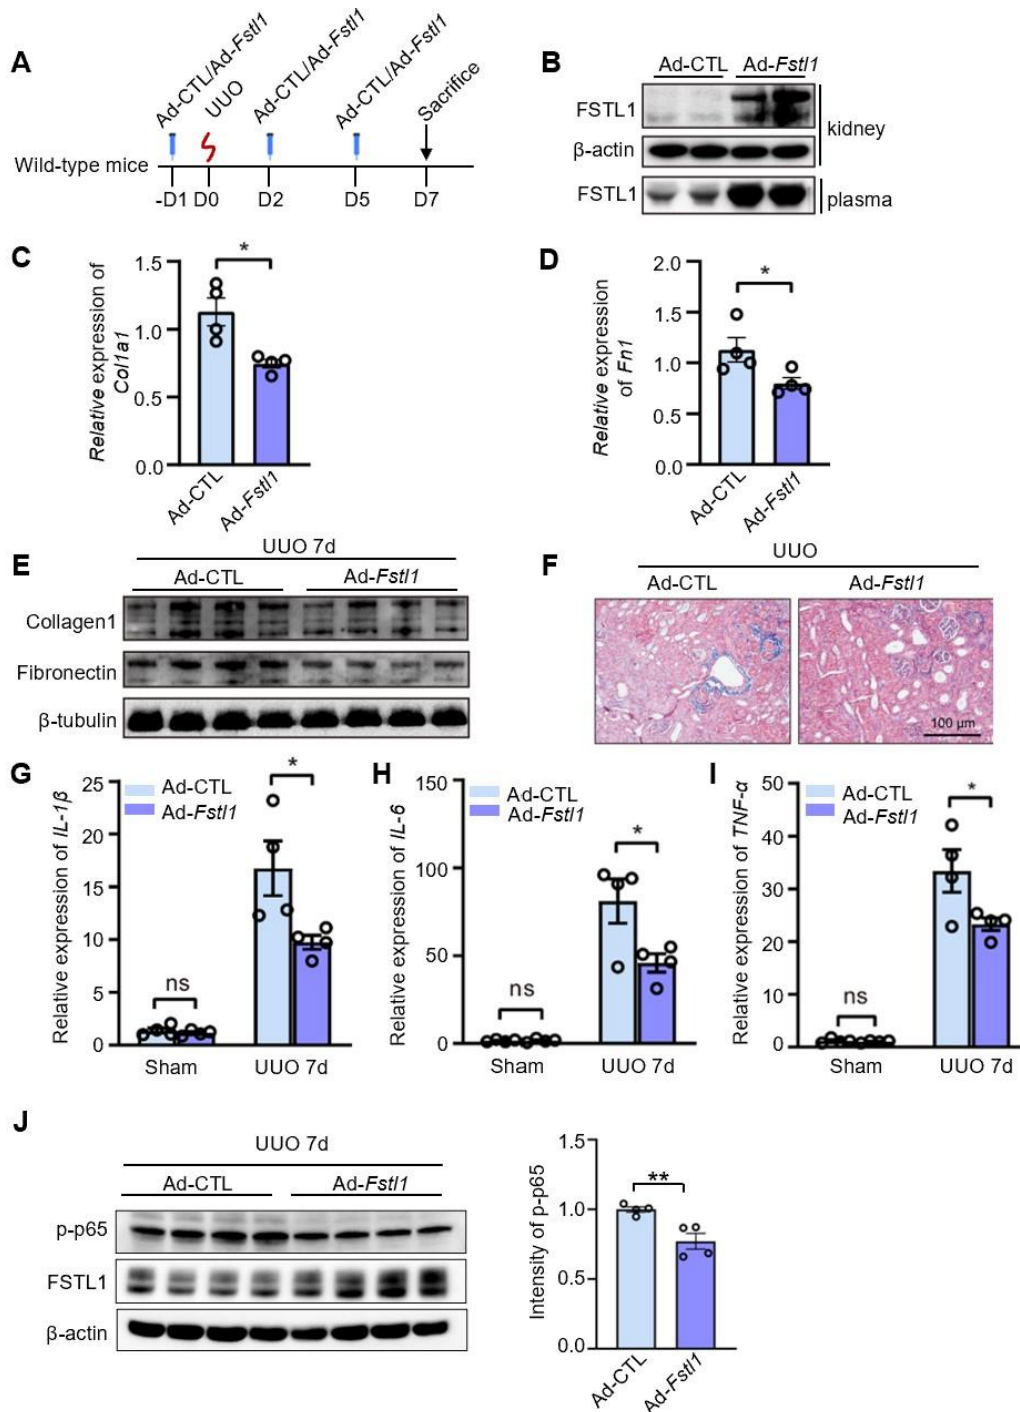 A
Ad-CTL/Ad-Fstl1
UUO
Ad-CTL/Ad-Fstl1
Ad-CTL/Ad-Fstl1
Sacrifice
Wild-type mice
-D1 D0 D2 D5 D7
B
Ad-CTL Ad-Fstl1
FSTL1
β-actin
kidney
FSTL1
plasma
C
Relative expression of
Col1a1
1.5
1.0
0.5
0.0
*
Ad-CTL
Ad-Fstl1
D
Relative expression
of Fn1
2.0
1.5
1.0
0.5
0.0
*
Ad-CTL
Ad-Fstl1
E
UUO 7d
Ad-CTL Ad-Fstl1
Collagen1
Fibronectin
β-tubulin
F
UUO
Ad-CTL Ad-Fstl1
100 μm
G
Relative expression of IL-1β
25
20
15
10
5
0
Ad-CTL
Ad-Fstl1
*
ns
Sham UUO 7d
H
Relative expression of IL-6
150
100
50
0
Ad-CTL
Ad-Fstl1
*
ns
Sham UUO 7d
I
Relative expression of TNF-α
50
40
30
20
10
0
Ad-CTL
Ad-Fstl1
*
ns
Sham UUO 7d
J
UUO 7d
Ad-CTL Ad-Fstl1
p-p65
FSTL1
β-actin
Intensity of p-p65
1.5
1.0
0.5
0.0
**
Ad-CTL
Ad-Fstl1